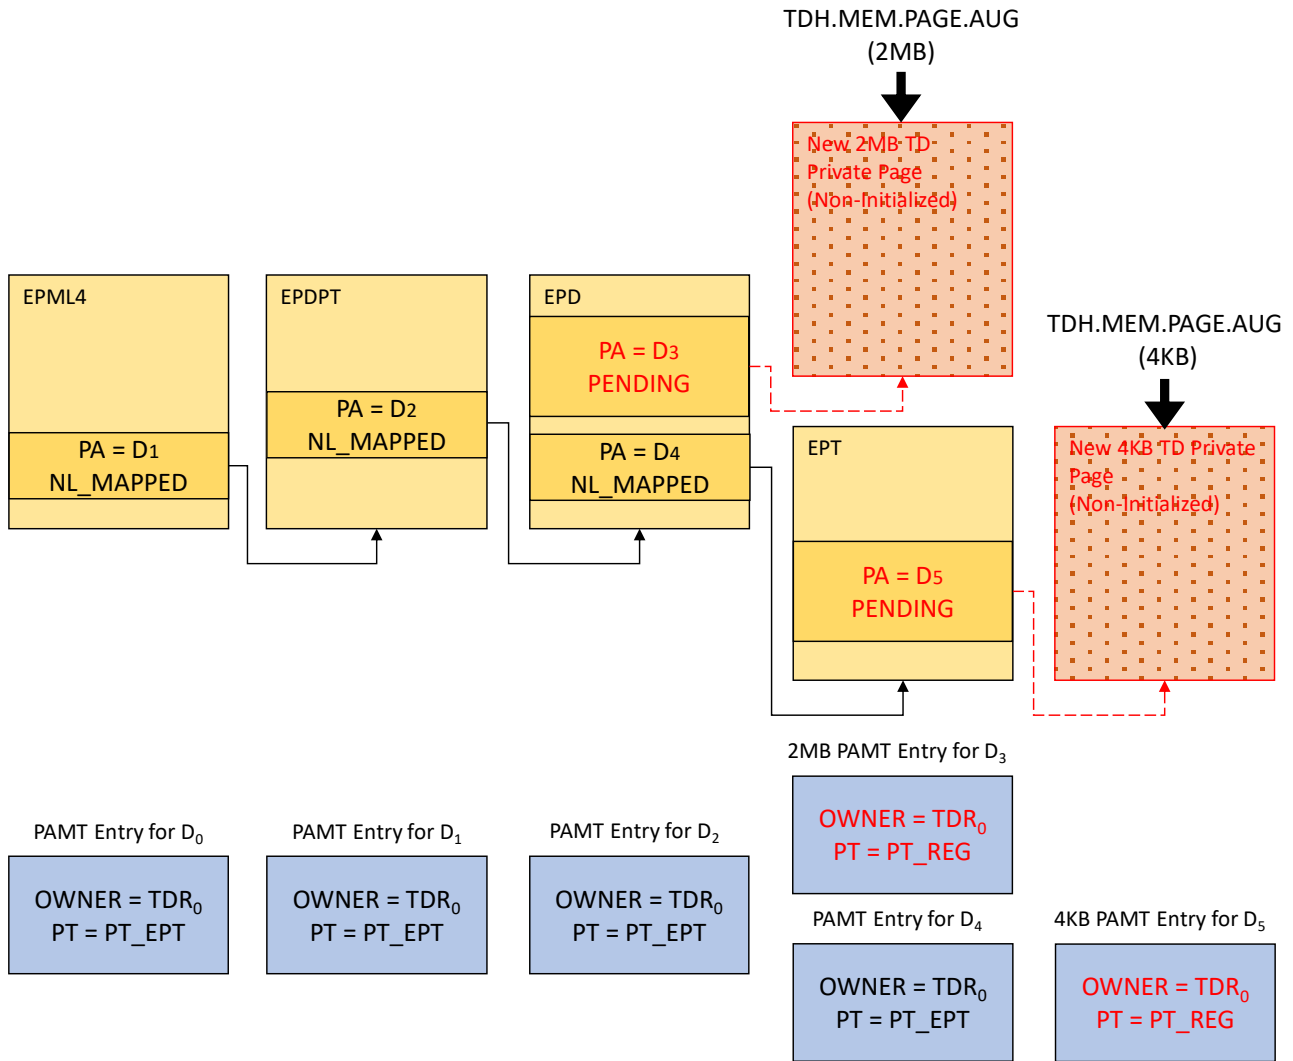 TDH.MEM.PAGE.AUG
(2MB)
New 2MB TD
Private Page
(Non-Initialized)
EPML4
PA = D1
NL_MAPPED
EPDPT
PA = D2
NL_MAPPED
EPD
PA = D3
PENDING
PA = D4
NL_MAPPED
TDH.MEM.PAGE.AUG
(4KB)
EPT
PA = D5
PENDING
New 4KB TD Private
Page
(Non-Initialized)
2MB PAMT Entry for D3
OWNER = TDR0
PT = PT_REG
PAMT Entry for D0
OWNER = TDR0
PT = PT_EPT
PAMT Entry for D1
OWNER = TDR0
PT = PT_EPT
PAMT Entry for D2
OWNER = TDR0
PT = PT_EPT
PAMT Entry for D4
OWNER = TDR0
PT = PT_EPT
4KB PAMT Entry for D5
OWNER = TDR0
PT = PT_REG